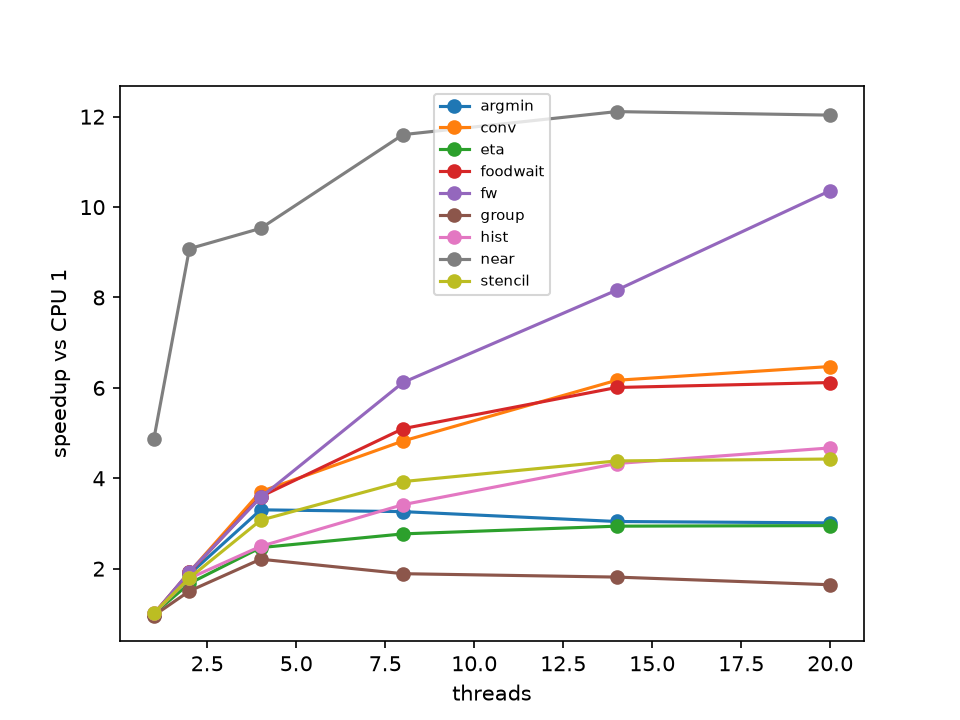 12
10
8
6
4
2
speedup vs CPU 1
argmin
conv
eta
foodwait
fw
group
hist
near
stencil
2.5 5.0 7.5 10.0 12.5 15.0 17.5 20.0
threads